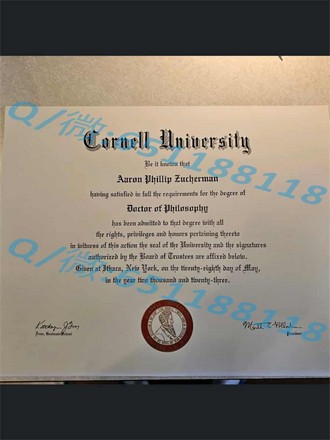 Cornell University
Be it known that
Aaron Phillip Zucherman
having satisfied in full the requirements for the degree of
Doctor of Philosophy
has been admitted to that degree with all
the rights, privileges and honors pertaining thereto
in witness of this action the seal of the University and the signatures
authorized by the Board of Trustees are affixed below.
Given at Ithaca, New York, on the twenty-eighth day of May,
in the year two thousand and twenty-three.
President
Q/微:
Q/微: